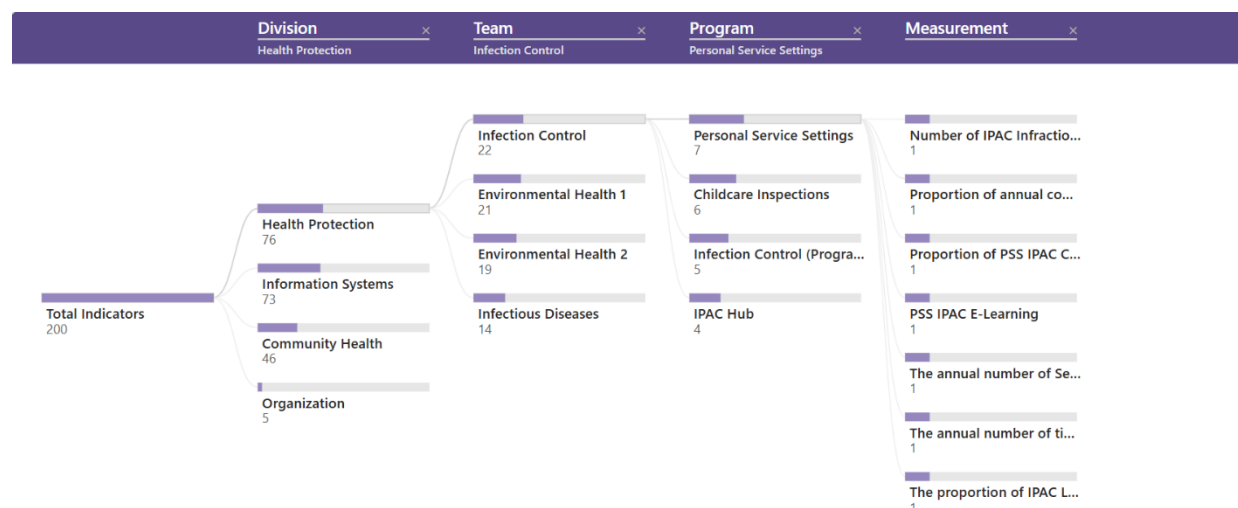 Division × Team × Program × Measurement ×
Health Protection Infection Control Personal Service Settings
Total Indicators
200
Health Protection
76
Information Systems
73
Community Health
46
Organization
5
Infection Control
22
Environmental Health 1
21
Environmental Health 2
19
Infectious Diseases
14
Personal Service Settings
7
Childcare Inspections
6
Infection Control (Progra...
5
IPAC Hub
4
Number of IPAC Infractio...
1
Proportion of annual co...
1
Proportion of PSS IPAC C...
1
PSS IPAC E-Learning
1
The annual number of Se...
1
The annual number of ti...
1
The proportion of IPAC L...
1